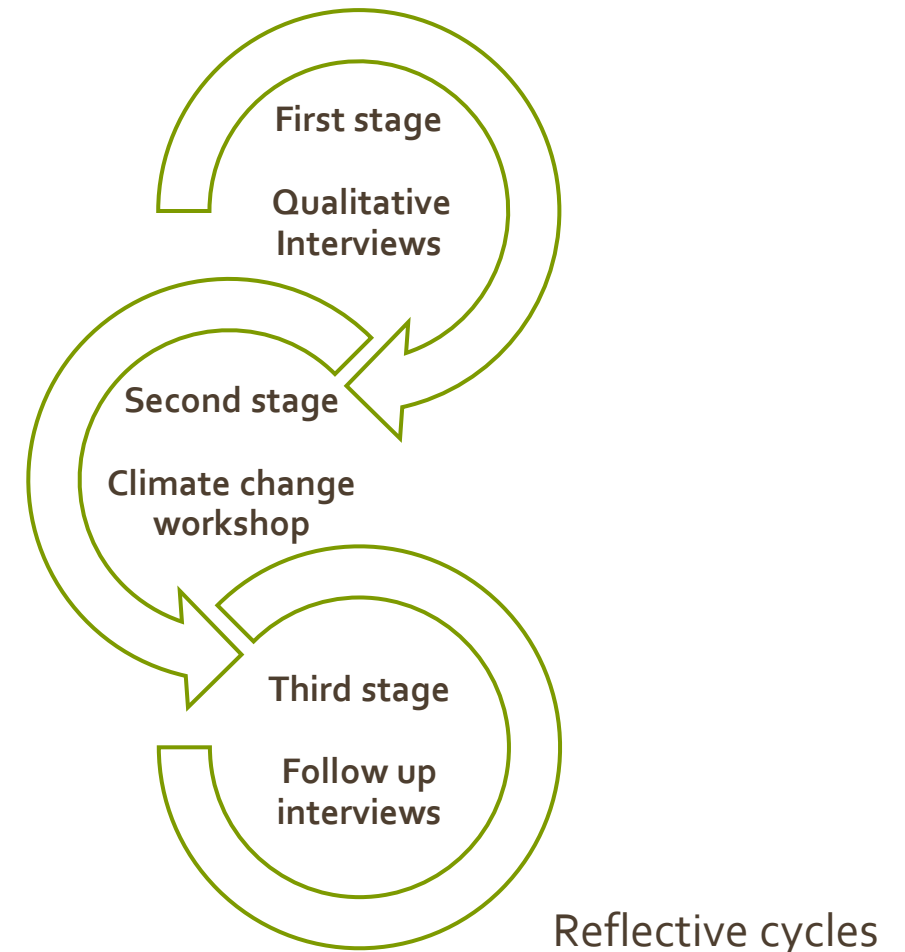 First stage
Qualitative
Interviews
Second stage
Climate change
workshop
Third stage
Follow up
interviews
Reflective cycles